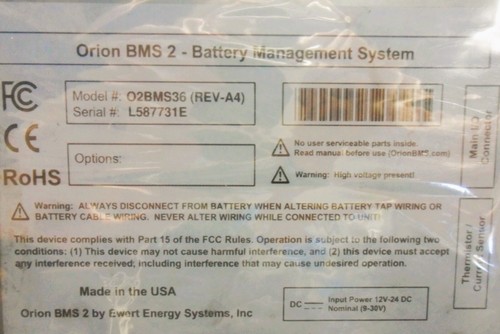 Orion BMS 2 - Battery Management System
FC
Model #: O2BMS36 (REV-A4)
Serial #: L587731E
CE
RoHS
Options:
No user serviceable parts inside.
Read manual before use (OrionBMS.com)
Warning: High voltage present!
Main I/O
Connector
Warning: ALWAYS DISCONNECT FROM BATTERY WHEN ALTERING BATTERY TAP WIRING OR
BATTERY CABLE WIRING. NEVER ALTER WIRING WHILE CONNECTED TO UNIT!
This device complies with Part 15 of the FCC Rules. Operation is subject to the following two
conditions: (1) This device may not cause harmful interference, and (2) this device must accept
any interference received, including interference that may cause undesired operation.
Thermistor /
Current Sensor
Made in the USA
Orion BMS 2 by Ewert Energy Systems, Inc
DC
Input Power 12V-24 DC
Nominal (9-30V)